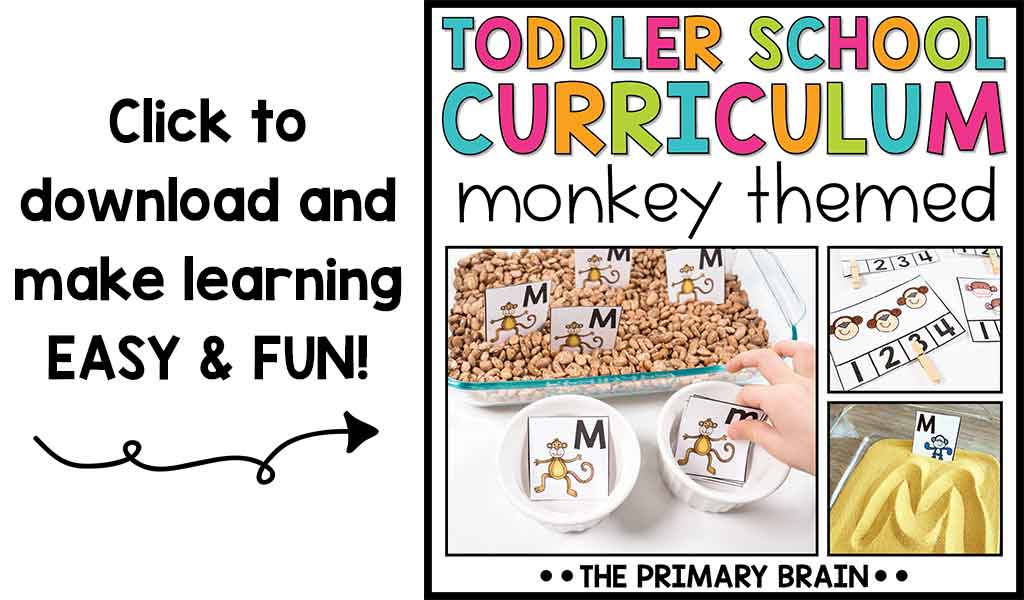 Click to
download and
make learning
EASY & FUN!
TODDLER SCHOOL
CURRICULUM
monkey themed
M
M
M
M
M
m
1 2 3 4
1 2 3 4
1
M
M
••THE PRIMARY BRAIN••